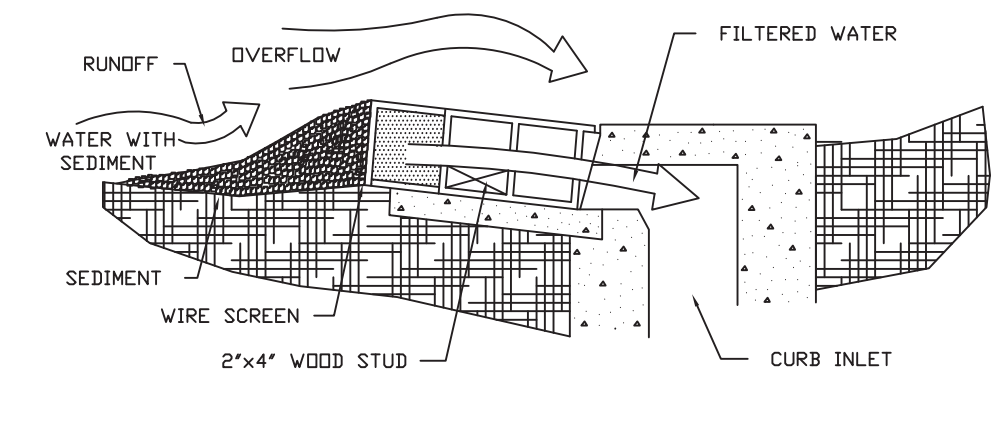 FILTERED WATER
OVERFLOW
RUNOFF
WATER WITH
SEDIMENT
SEDIMENT
WIRE SCREEN
2"x4" WOOD STUD
CURB INLET